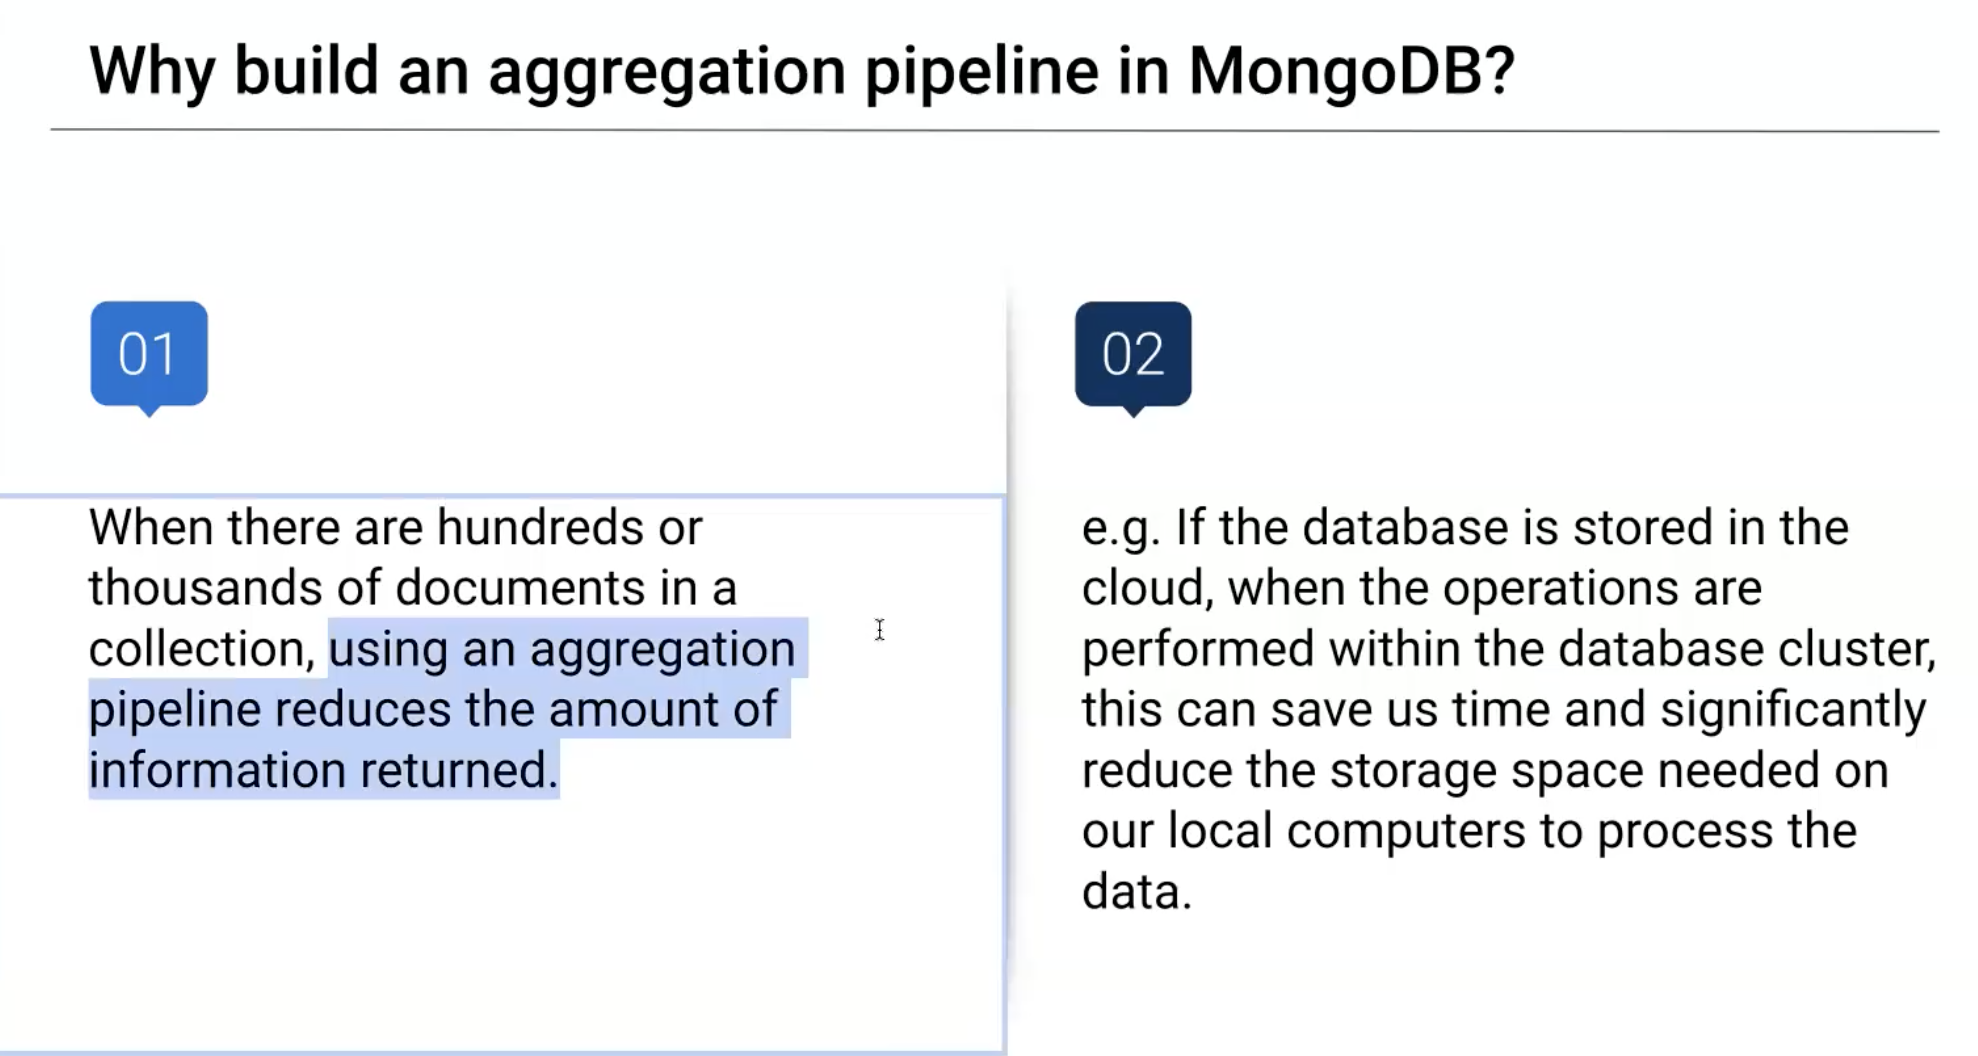 Why build an aggregation pipeline in MongoDB?
01
When there are hundreds or
thousands of documents in a
collection, using an aggregation
pipeline reduces the amount of
information returned.
02
e.g. If the database is stored in the
cloud, when the operations are
performed within the database cluster,
this can save us time and significantly
reduce the storage space needed on
our local computers to process the
data.